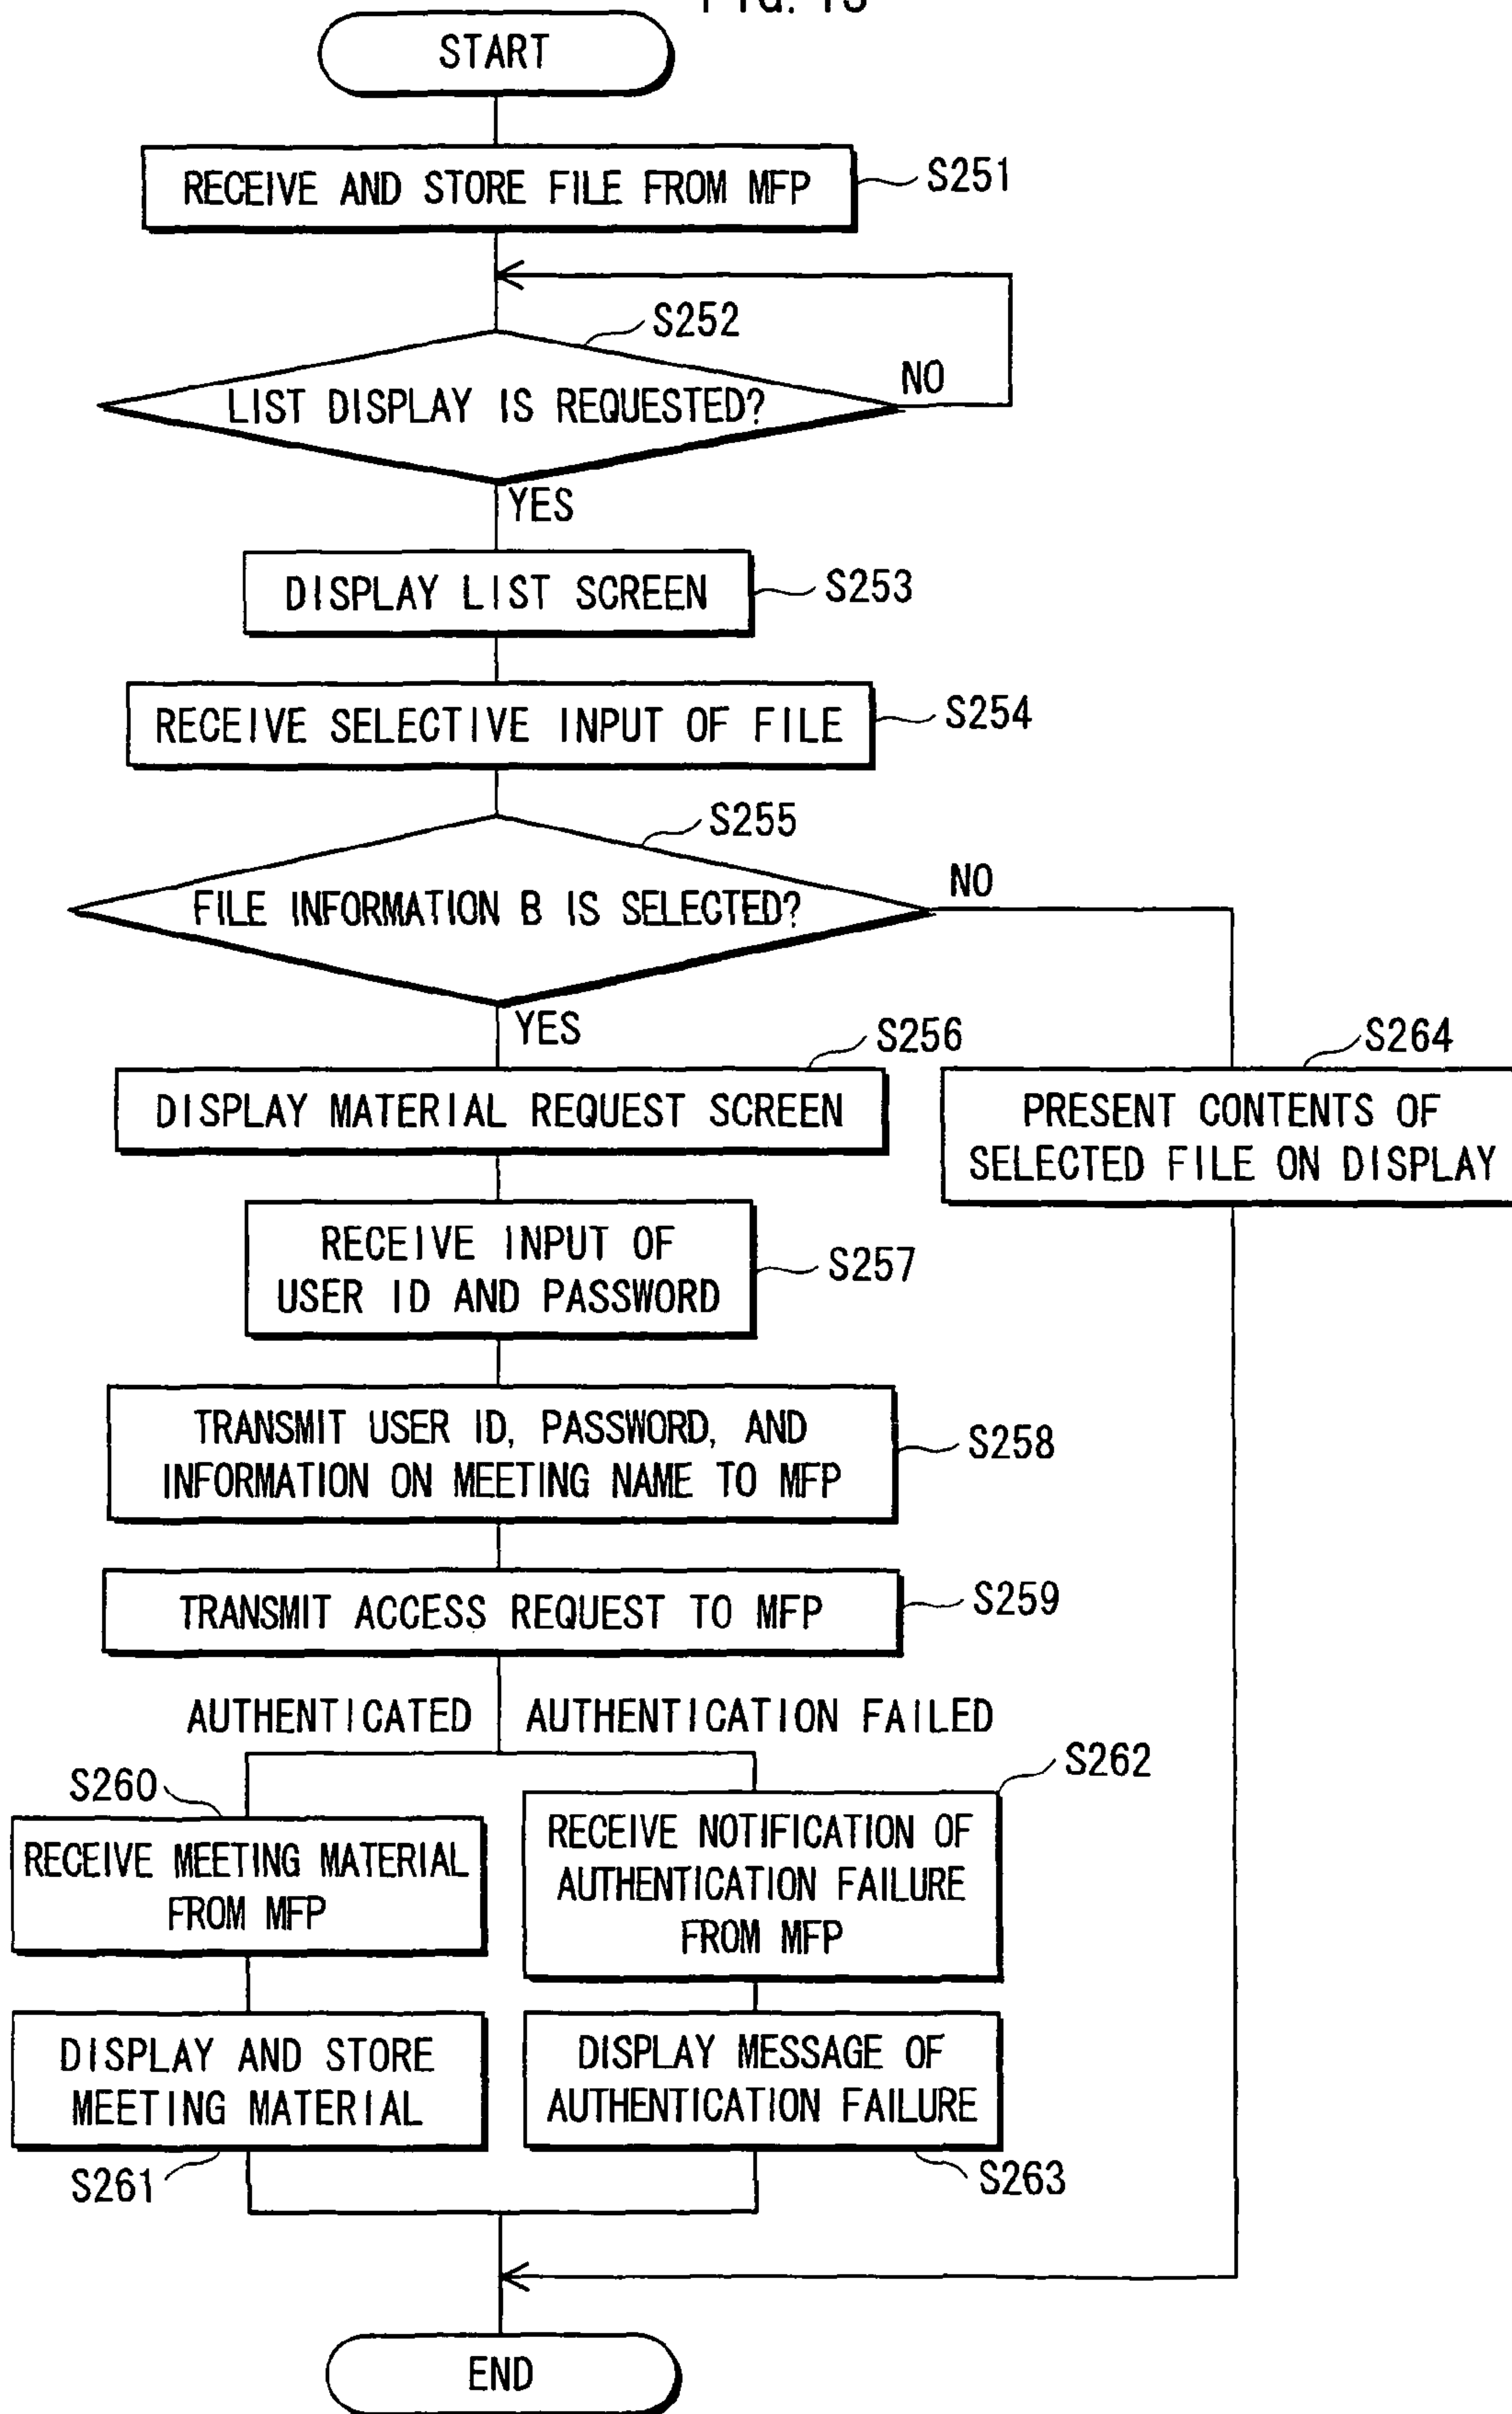 START
RECEIVE AND STORE FILE FROM MFP
S251
S252
LIST DISPLAY IS REQUESTED?
NO
YES
DISPLAY LIST SCREEN
S253
RECEIVE SELECTIVE INPUT OF FILE
S254
S255
FILE INFORMATION B IS SELECTED?
NO
YES
S256
DISPLAY MATERIAL REQUEST SCREEN
S264
PRESENT CONTENTS OF
SELECTED FILE ON DISPLAY
RECEIVE INPUT OF
USER ID AND PASSWORD
S257
TRANSMIT USER ID, PASSWORD, AND
INFORMATION ON MEETING NAME TO MFP
S258
TRANSMIT ACCESS REQUEST TO MFP
S259
AUTHENTICATED
AUTHENTICATION FAILED
S260
RECEIVE MEETING MATERIAL
FROM MFP
S262
RECEIVE NOTIFICATION OF
AUTHENTICATION FAILURE
FROM MFP
DISPLAY AND STORE
MEETING MATERIAL
S261
DISPLAY MESSAGE OF
AUTHENTICATION FAILURE
S263
END